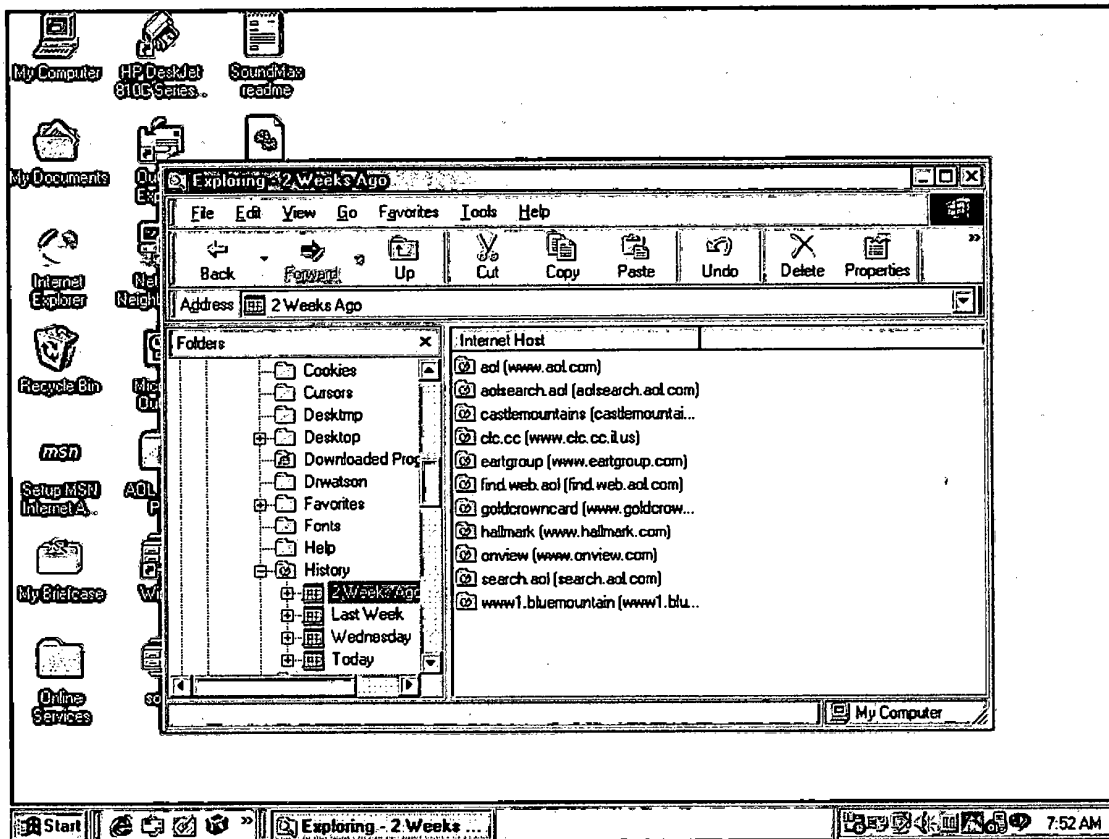 My Computer
HP DeskJet
810C Series..
SoundMax
readme
My Documents
Internet
Explorer
Recycle Bin
msn
Setup MSN
Internet A..
My Briefcase
Online
Services
Exploring - 2 Weeks Ago
File Edit View Go Favorites Tools Help
Back Forward Up Cut Copy Paste Undo Delete Properties »
Address 2 Weeks Ago
Folders
Cookies
Cursors
Desktmp
Desktop
Downloaded Prog
Drwatson
Favorites
Fonts
Help
History
2 Weeks Ago
Last Week
Wednesday
Today
Internet Host
aol (www.aol.com)
aolsearch.aol (aolsearch.aol.com)
castlemountains (castlemountai...
clc.cc (www.clc.cc.il.us)
eartgroup (www.eartgroup.com)
find.web.aol (find.web.aol.com)
goldcrowncard (www.goldcrow...
hallmark (www.hallmark.com)
onview (www.onview.com)
search.aol (search.aol.com)
www1.bluemountain (www1.blu...
My Computer
Start » Exploring - 2 Weeks ... 7:52 AM